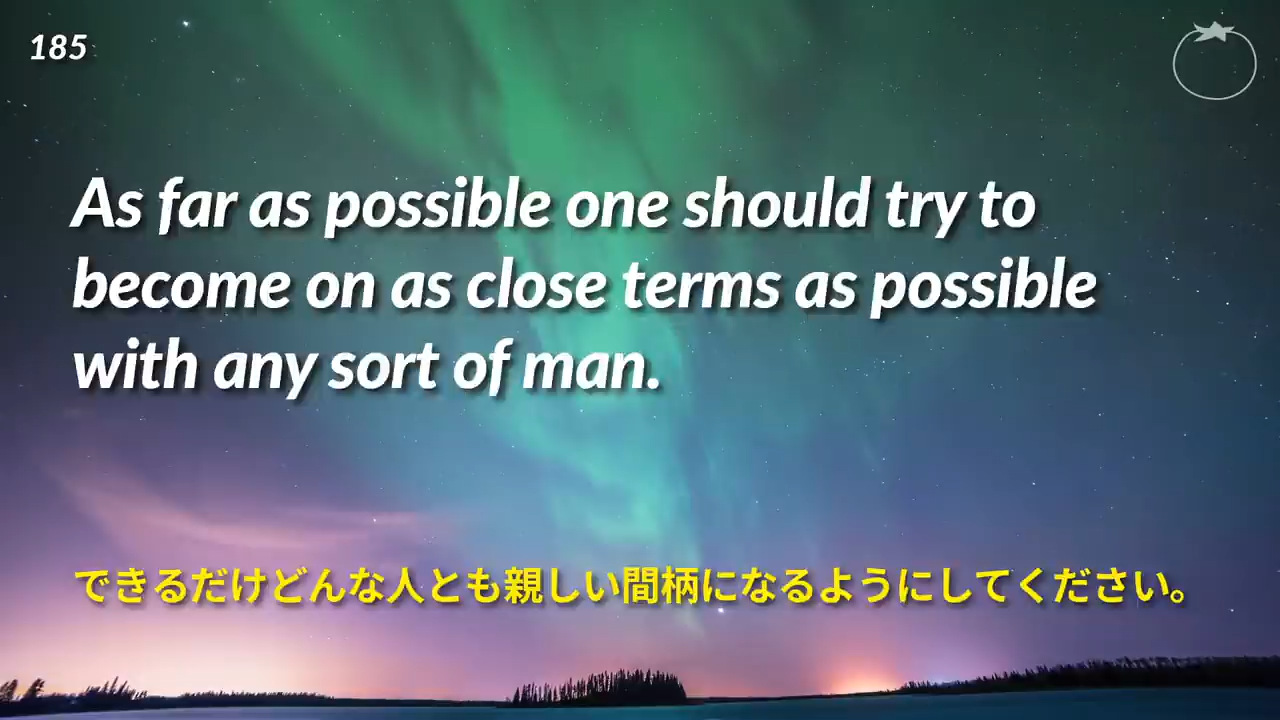 185
As far as possible one should try to
become on as close terms as possible
with any sort of man.
できるだけどんな人とも親しい間柄になるようにしてください。